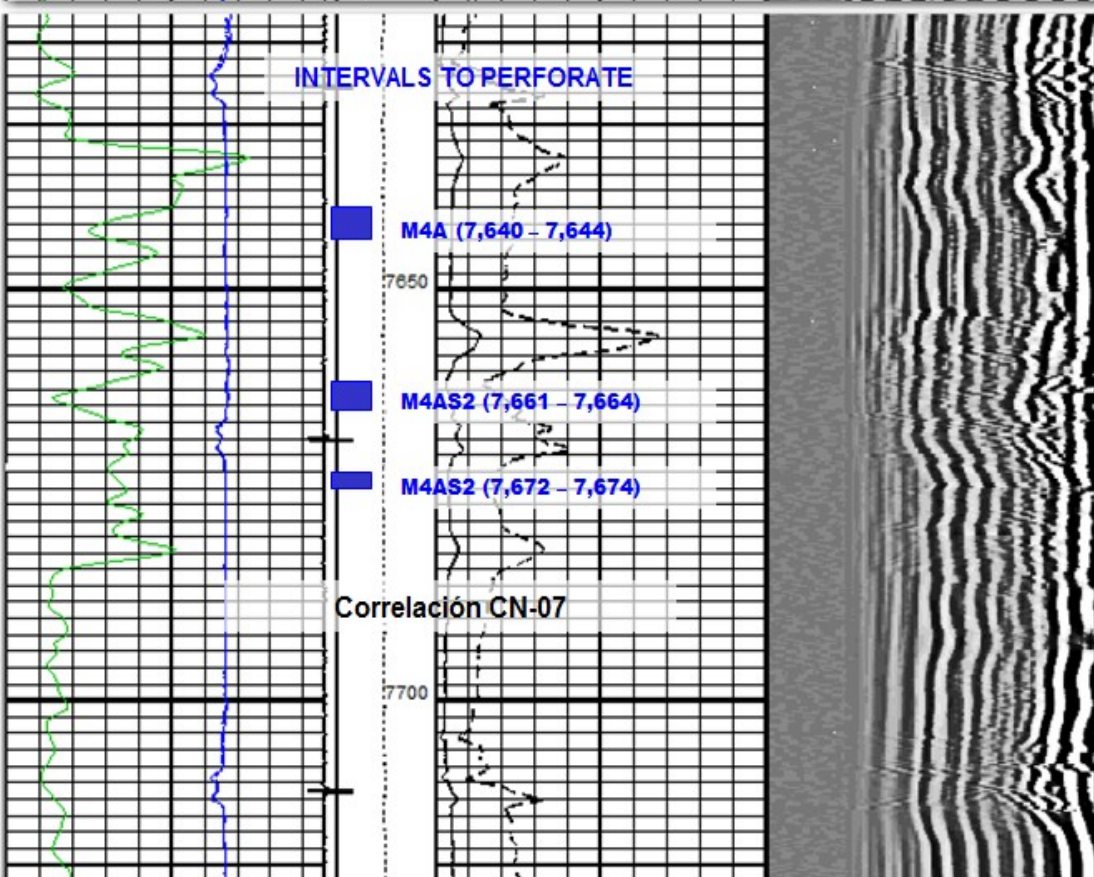 INTERVALS TO PERFORATE
M4A (7,640 – 7,644)
7650
M4AS2 (7,661 – 7,664)
M4AS2 (7,672 – 7,674)
Correlación CN-07
7700